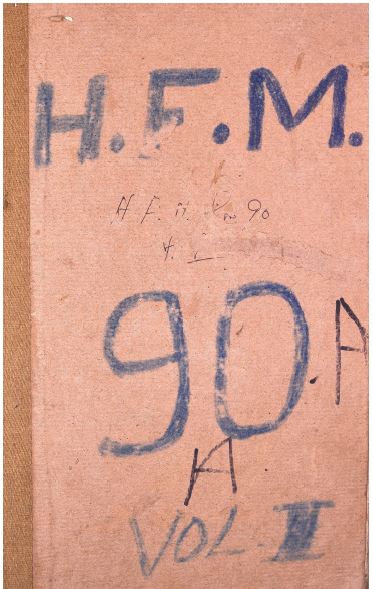 H.F.M.
H. F. M. 90
90 A
A
VOL. II